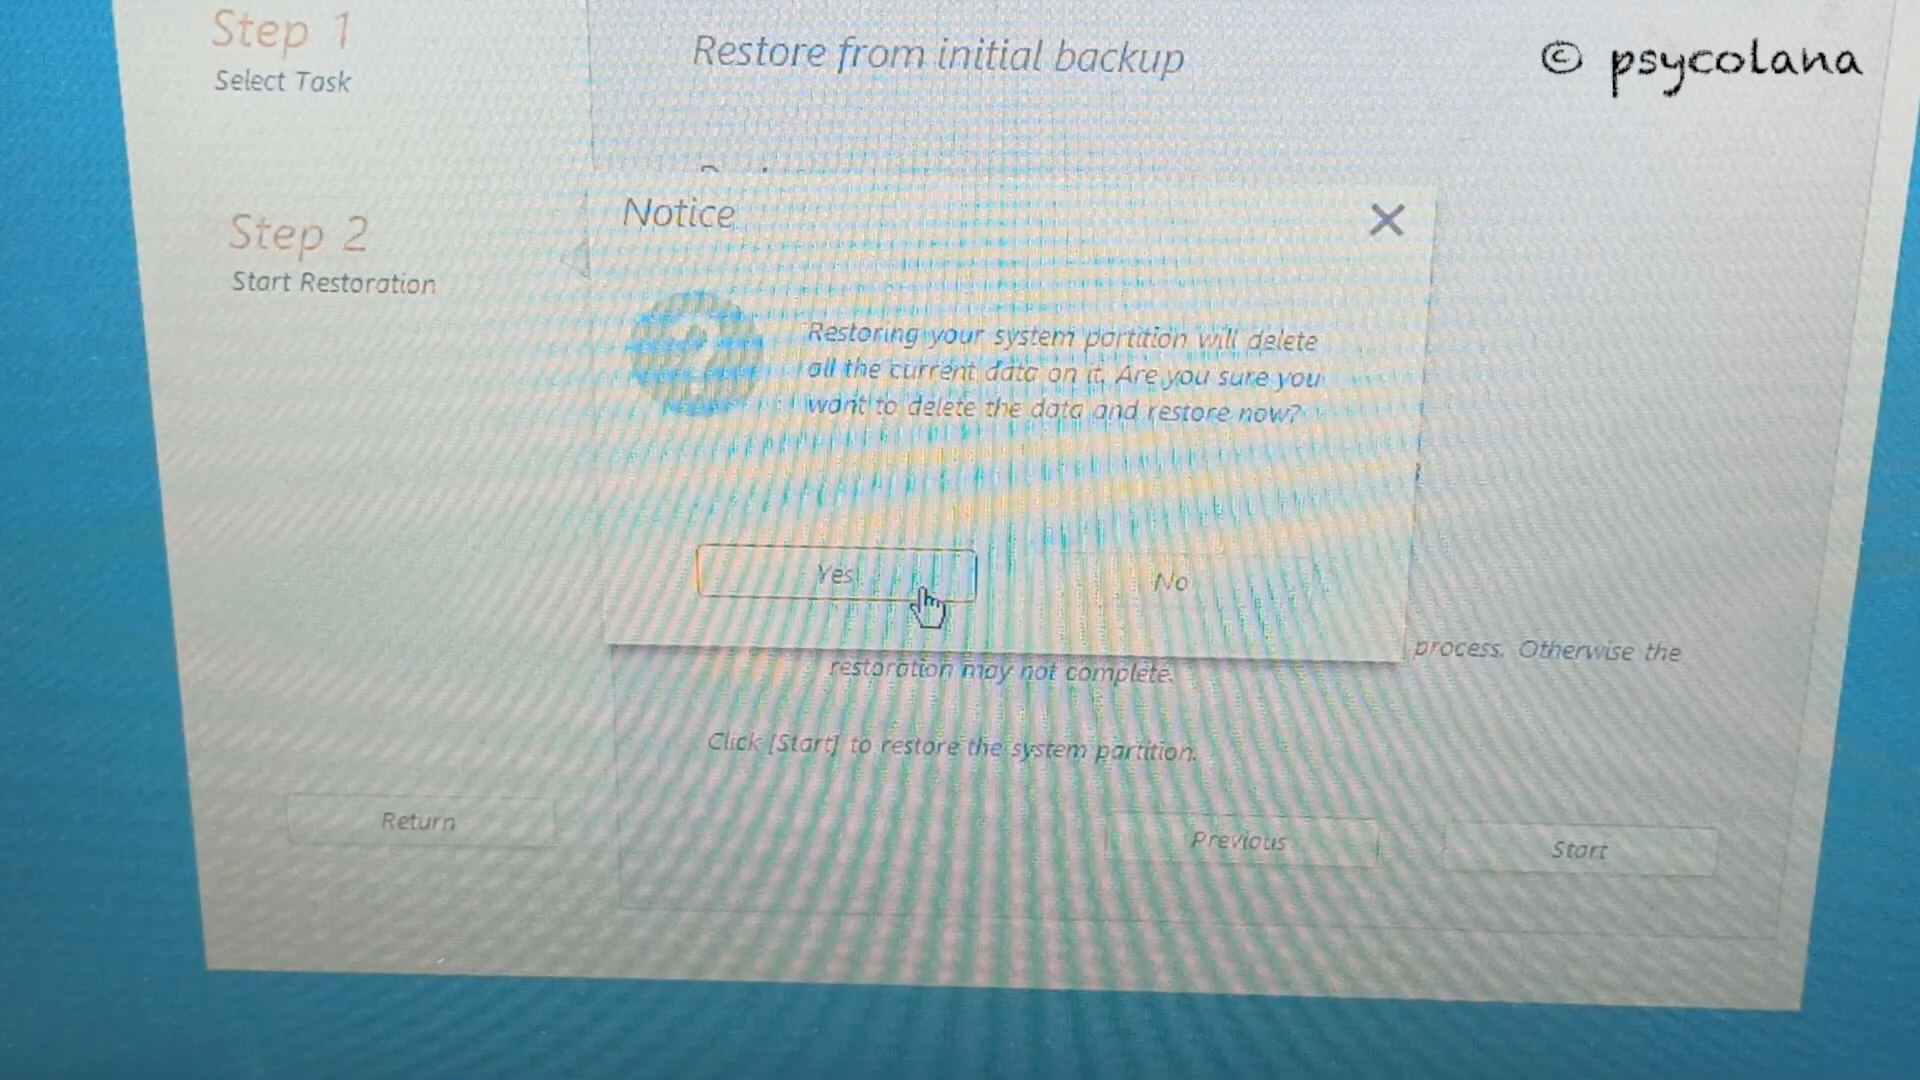 Step 1
Select Task
Restore from initial backup
© psycolana
Step 2
Start Restoration
Notice
Restoring your system partition will delete
all the current data on it. Are you sure you
want to delete the data and restore now?
Yes
No
process. Otherwise the
restoration may not complete.
Click [Start] to restore the system partition.
Return
Previous
Start